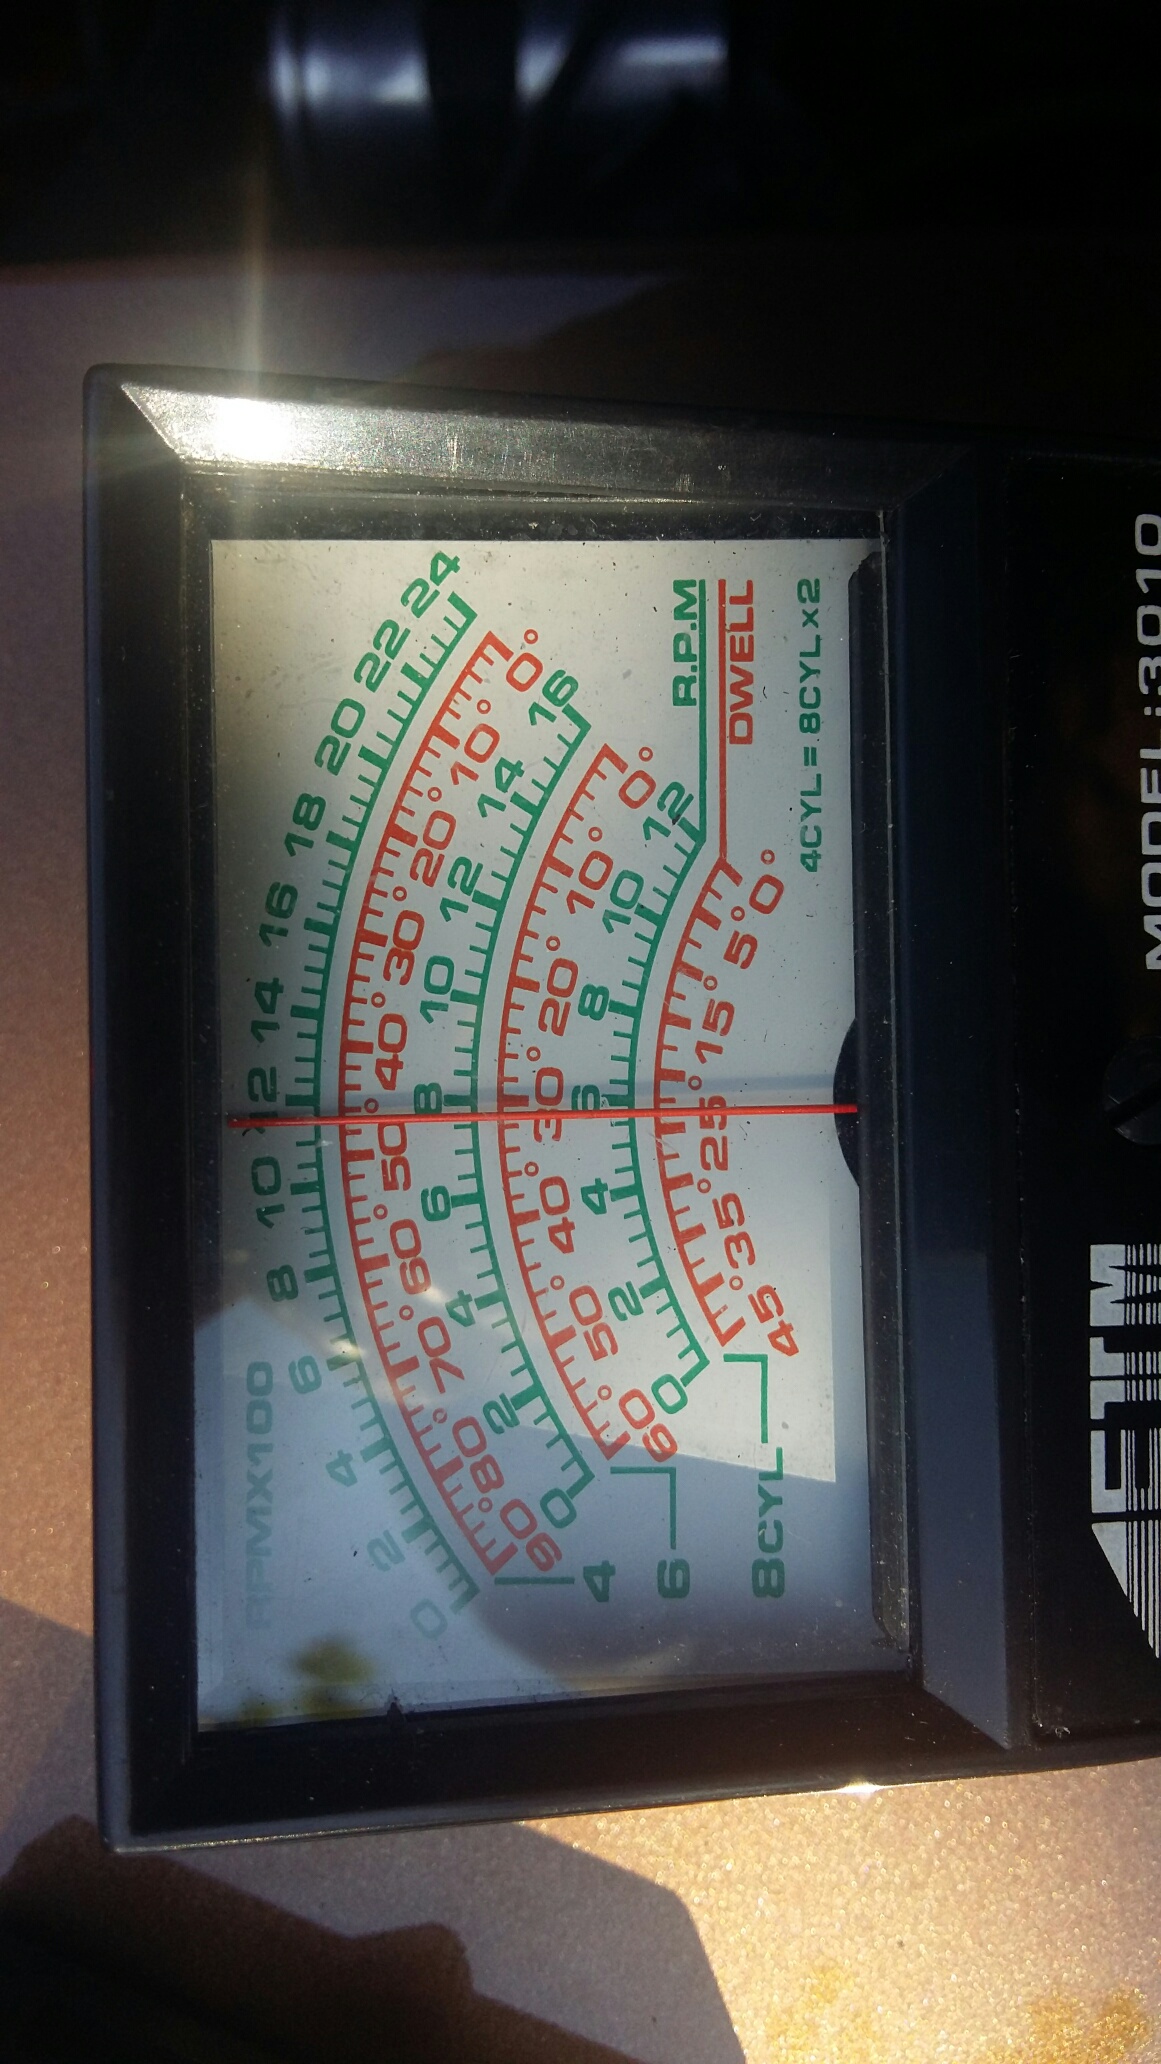 RPMX100
0 2 4 6 8 10 12 14 16 18 20 22 24
90° 80° 70° 60° 50° 40° 30° 20° 10° 0°
4
0 2 4 6 8 10 12 14 16
60 50° 40° 30° 20° 10° 0°
6
0 2 4 6 8 10 12
R.P.M
45 35° 25° 15° 5° 0°
DWELL
8CYL
4CYL=8CYLX2
MODEL:3010